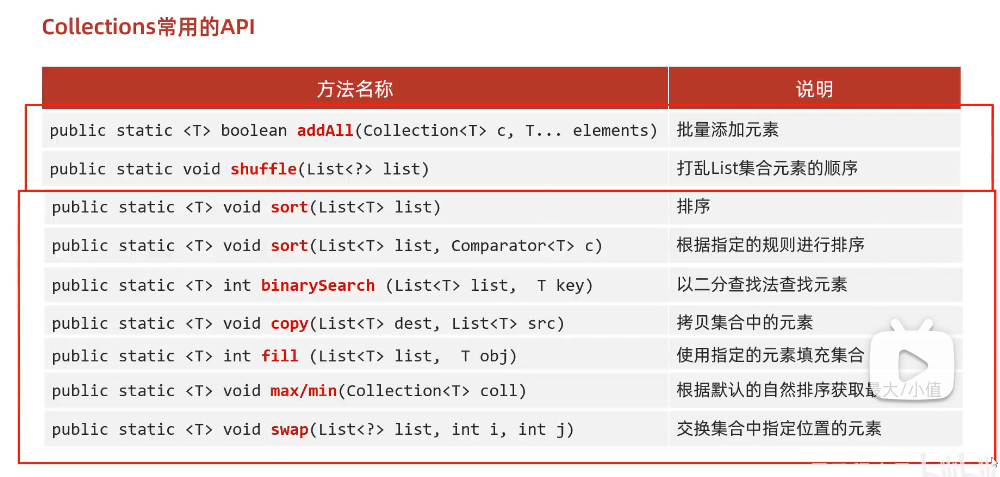 Collections常用的API
方法名称 说明
public static <T> boolean addAll(Collection<T> c, T... elements) 批量添加元素
public static void shuffle(List<?> list) 打乱List集合元素的顺序
public static <T> void sort(List<T> list) 排序
public static <T> void sort(List<T> list, Comparator<T> c) 根据指定的规则进行排序
public static <T> int binarySearch (List<T> list, T key) 以二分查找法查找元素
public static <T> void copy(List<T> dest, List<T> src) 拷贝集合中的元素
public static <T> int fill (List<T> list, T obj) 使用指定的元素填充集合
public static <T> void max/min(Collection<T> coll) 根据默认的自然排序获取最大/小值
public static <T> void swap(List<?> list, int i, int j) 交换集合中指定位置的元素